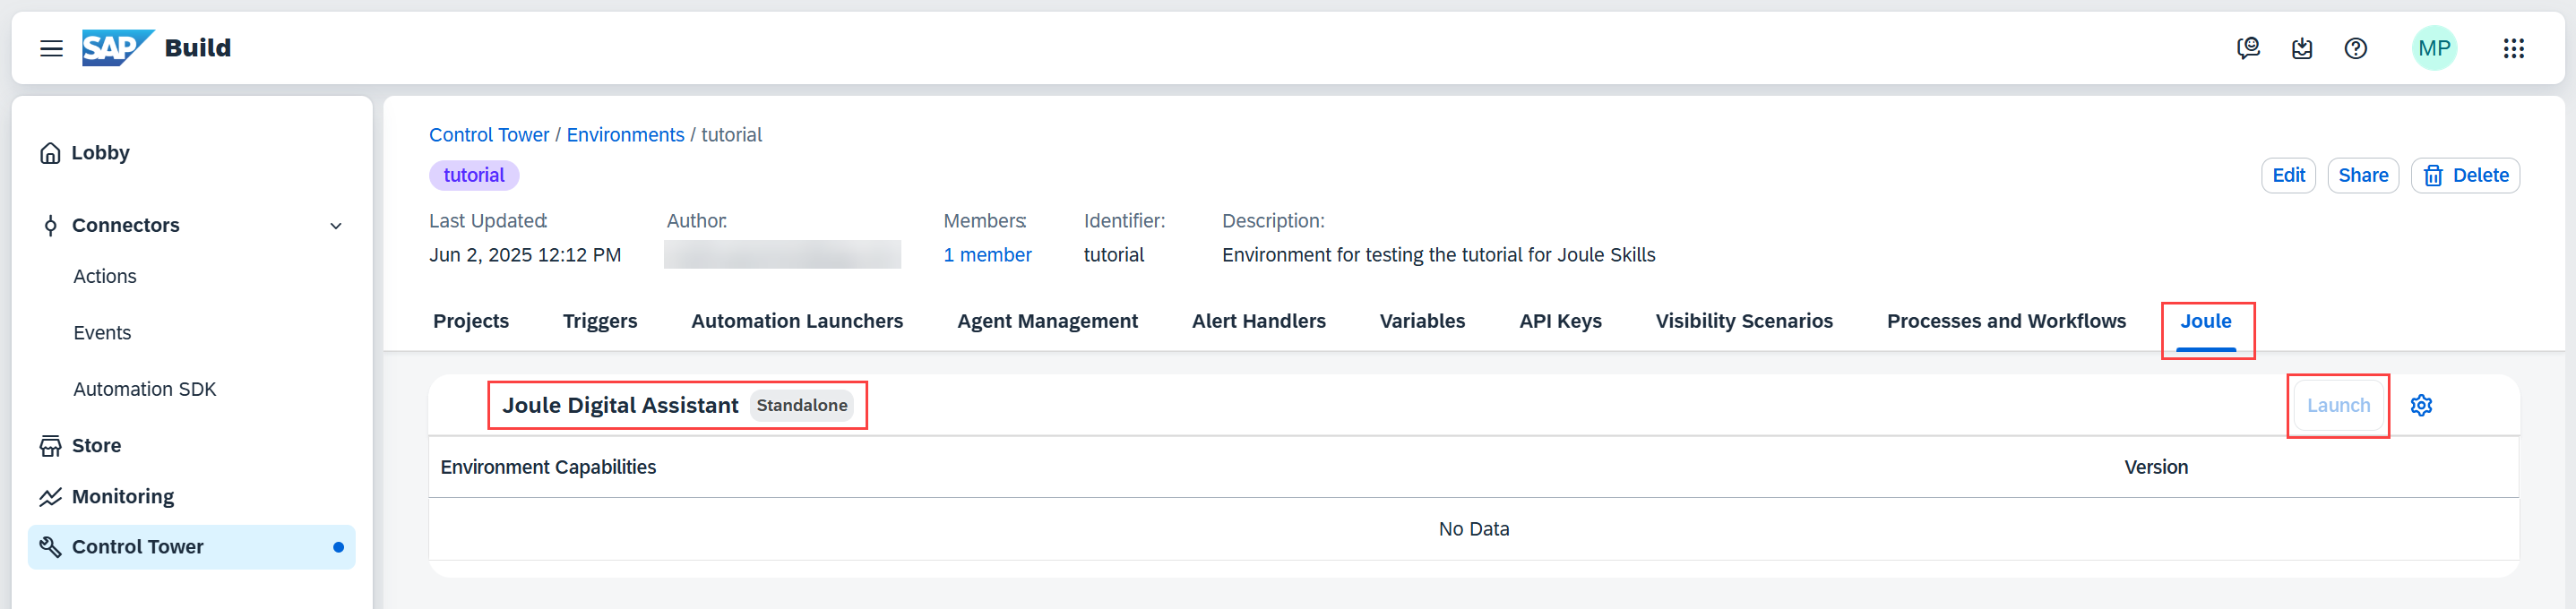 SAP Build
MP
Lobby
Connectors
Actions
Events
Automation SDK
Store
Monitoring
Control Tower
Control Tower / Environments / tutorial
tutorial
Edit Share Delete
Last Updated: Author: Members: Identifier: Description:
Jun 2, 2025 12:12 PM 1 member tutorial Environment for testing the tutorial for Joule Skills
Projects Triggers Automation Launchers Agent Management Alert Handlers Variables API Keys Visibility Scenarios Processes and Workflows Joule
Joule Digital Assistant Standalone Launch
Environment Capabilities Version
No Data